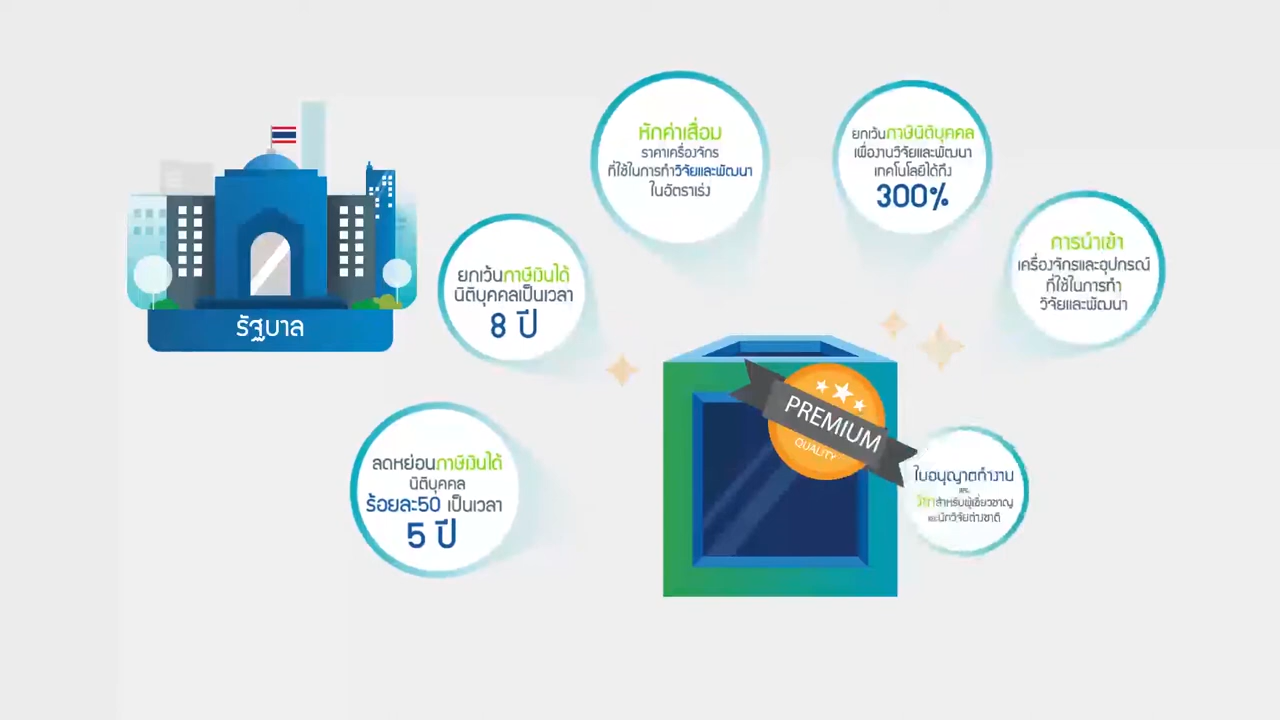 รัฐบาล
ลดหย่อนภาษีเงินได้
นิติบุคคล
ร้อยละ50 เป็นเวลา
5 ปี
ยกเว้นภาษีเงินได้
นิติบุคคลเป็นเวลา
8 ปี
หักค่าเสื่อม
ราคาเครื่องจักร
ที่ใช้ในการทำวิจัยและพัฒนา
ในอัตราเร่ง
ยกเว้นภาษีนิติบุคคล
เพื่องานวิจัยและพัฒนา
เทคโนโลยีได้ถึง
300%
การนำเข้า
เครื่องจักรและอุปกรณ์
ที่ใช้ในการทำ
วิจัยและพัฒนา
ใบอนุญาตทำงาน
และ
วีซ่าสำหรับผู้เชี่ยวชาญ
และนักวิจัยต่างชาติ
PREMIUM
QUALITY